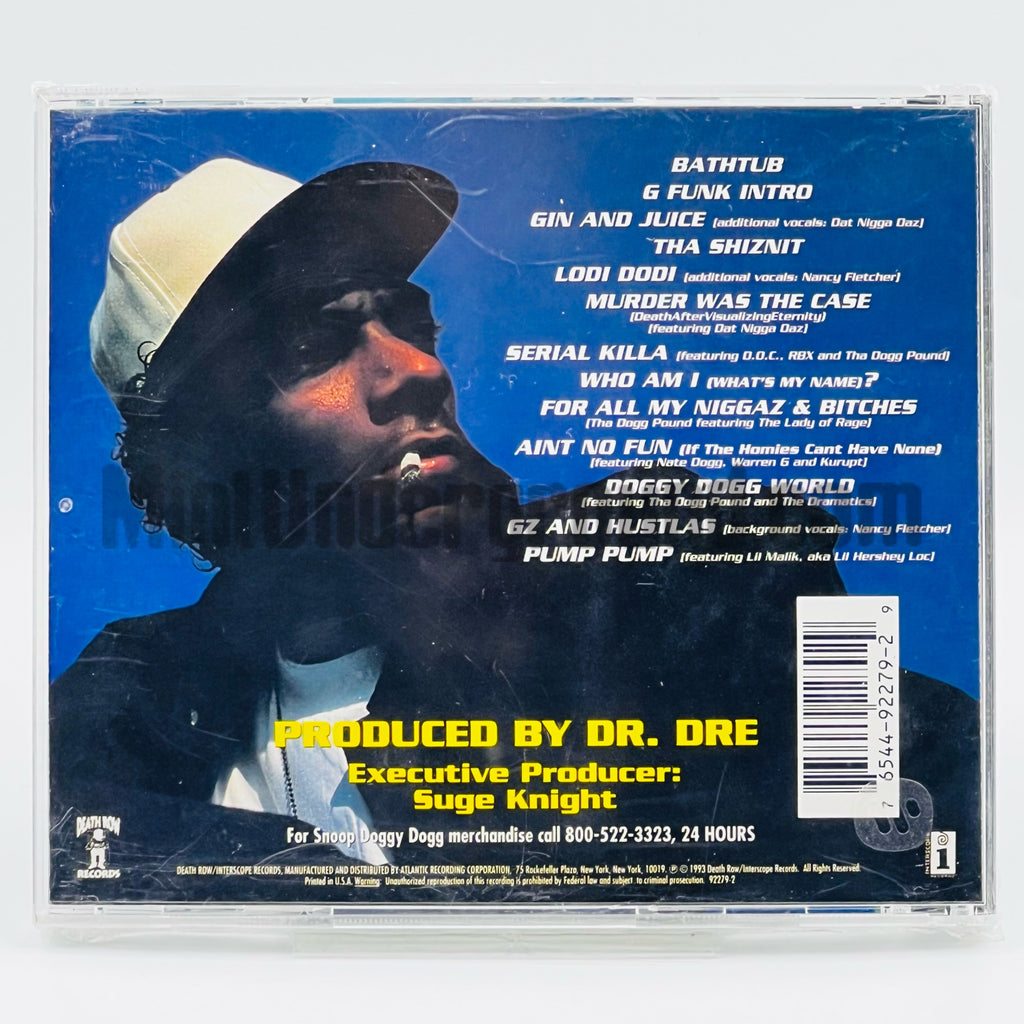 BATHTUB
G FUNK INTRO
GIN AND JUICE (additional vocals: Dat Nigga Daz)
THA SHIZNIT
LODI DODI (additional vocals: Nancy Fletcher)
MURDER WAS THE CASE
(DeathAfterVisualizingEternity)
(featuring Dat Nigga Daz)
SERIAL KILLA (featuring D.O.C., RBX and Tha Dogg Pound)
WHO AM I (WHAT'S MY NAME)?
FOR ALL MY NIGGAZ & BITCHES
(Tha Dogg Pound featuring The Lady of Rage)
AINT NO FUN (If The Homies Cant Have None)
(featuring Nate Dogg, Warren G and Kurupt)
DOGGY DOGG WORLD
(featuring Tha Dogg Pound and The Dramatics)
GZ AND HUSTLAS (background vocals: Nancy Fletcher)
PUMP PUMP (featuring Lil Malik, aka Lil Hershey Loc)
7 6544-92279-2 9
PRODUCED BY DR. DRE
Executive Producer:
Suge Knight
For Snoop Doggy Dogg merchandise call 800-522-3323, 24 HOURS
DEATH ROW
RECORDS
INTERSCOPE
DEATH ROW/INTERSCOPE RECORDS, MANUFACTURED AND DISTRIBUTED BY ATLANTIC RECORDING CORPORATION, 75 Rockefeller Plaza, New York, New York, 10019. ℗ © 1993 Death Row/Interscope Records. All Rights Reserved.
Printed in U.S.A. Warning: Unauthorized reproduction of this recording is prohibited by Federal law and subject to criminal prosecution. 92279-2